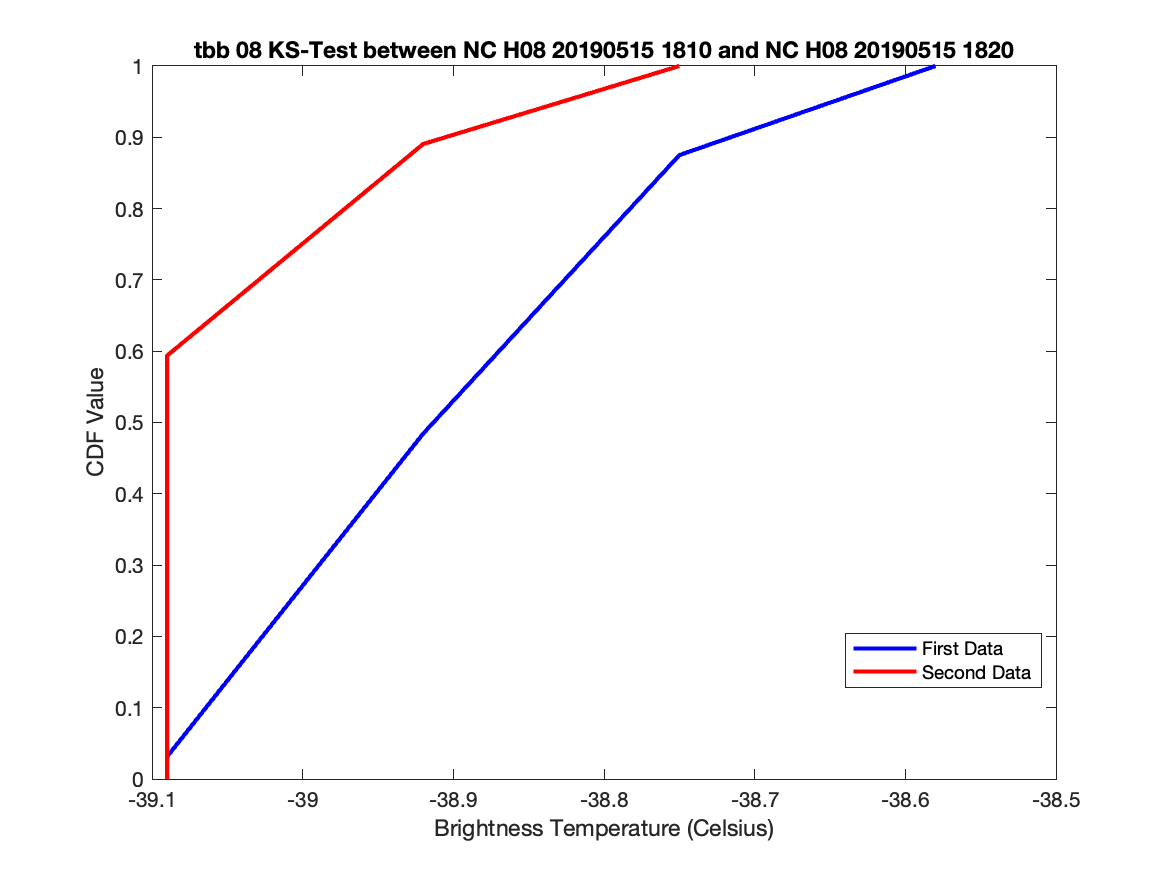 tbb 08 KS-Test between NC H08 20190515 1810 and NC H08 20190515 1820
1
0.9
0.8
0.7
0.6
0.5
0.4
0.3
0.2
0.1
0
CDF Value
First Data
Second Data
-39.1 -39 -38.9 -38.8 -38.7 -38.6 -38.5
Brightness Temperature (Celsius)